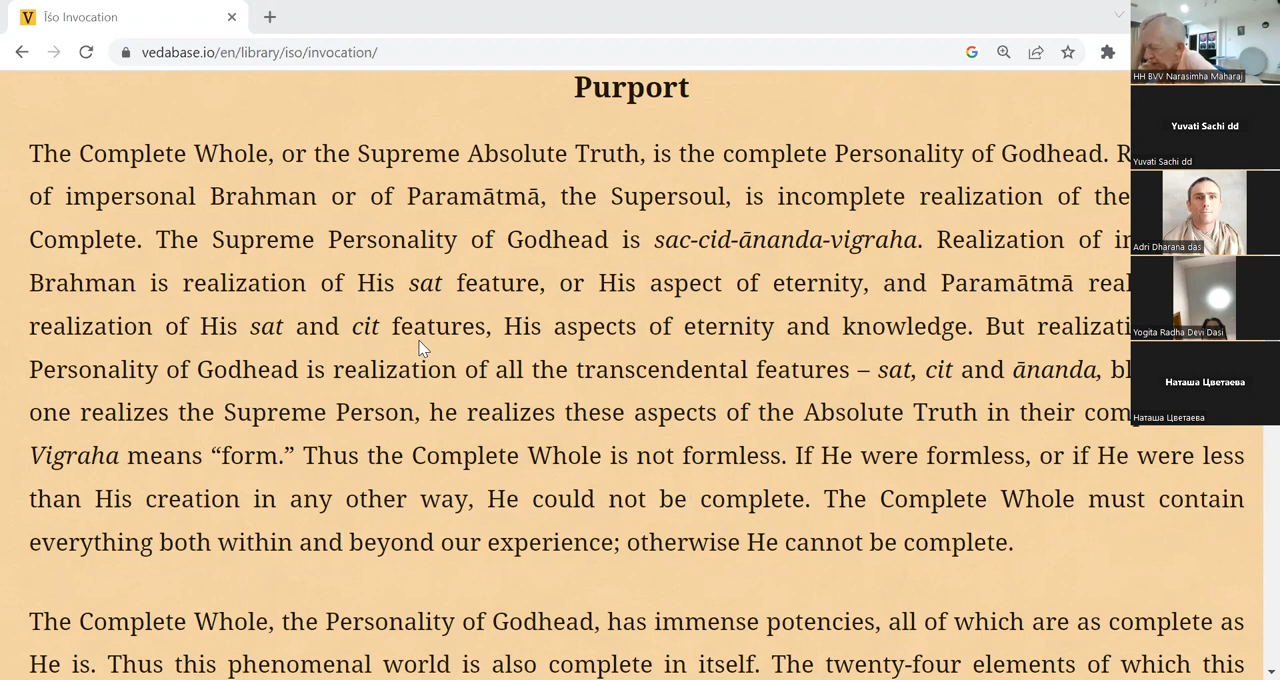 Īśo Invocation
vedabase.io/en/library/iso/invocation/
Purport
The Complete Whole, or the Supreme Absolute Truth, is the complete Personality of Godhead.
of impersonal Brahman or of Paramātmā, the Supersoul, is incomplete realization of the
Complete. The Supreme Personality of Godhead is sac-cid-ānanda-vigraha. Realization of
Brahman is realization of His sat feature, or His aspect of eternity, and Paramātmā
realization of His sat and cit features, His aspects of eternity and knowledge. But
Personality of Godhead is realization of all the transcendental features – sat, cit and ānanda,
one realizes the Supreme Person, he realizes these aspects of the Absolute Truth in their
Vigraha means “form.” Thus the Complete Whole is not formless. If He were formless, or if He were less
than His creation in any other way, He could not be complete. The Complete Whole must contain
everything both within and beyond our experience; otherwise He cannot be complete.
The Complete Whole, the Personality of Godhead, has immense potencies, all of which are as complete as
He is. Thus this phenomenal world is also complete in itself. The twenty-four elements of which this
HH BVV Narasimha Maharaj
Yuvati Sachi dd
Yuvati Sachi dd
Adri Dharana das
Yogita Radha Devi Dasi
Наташа Цветаева
Наташа Цветаева